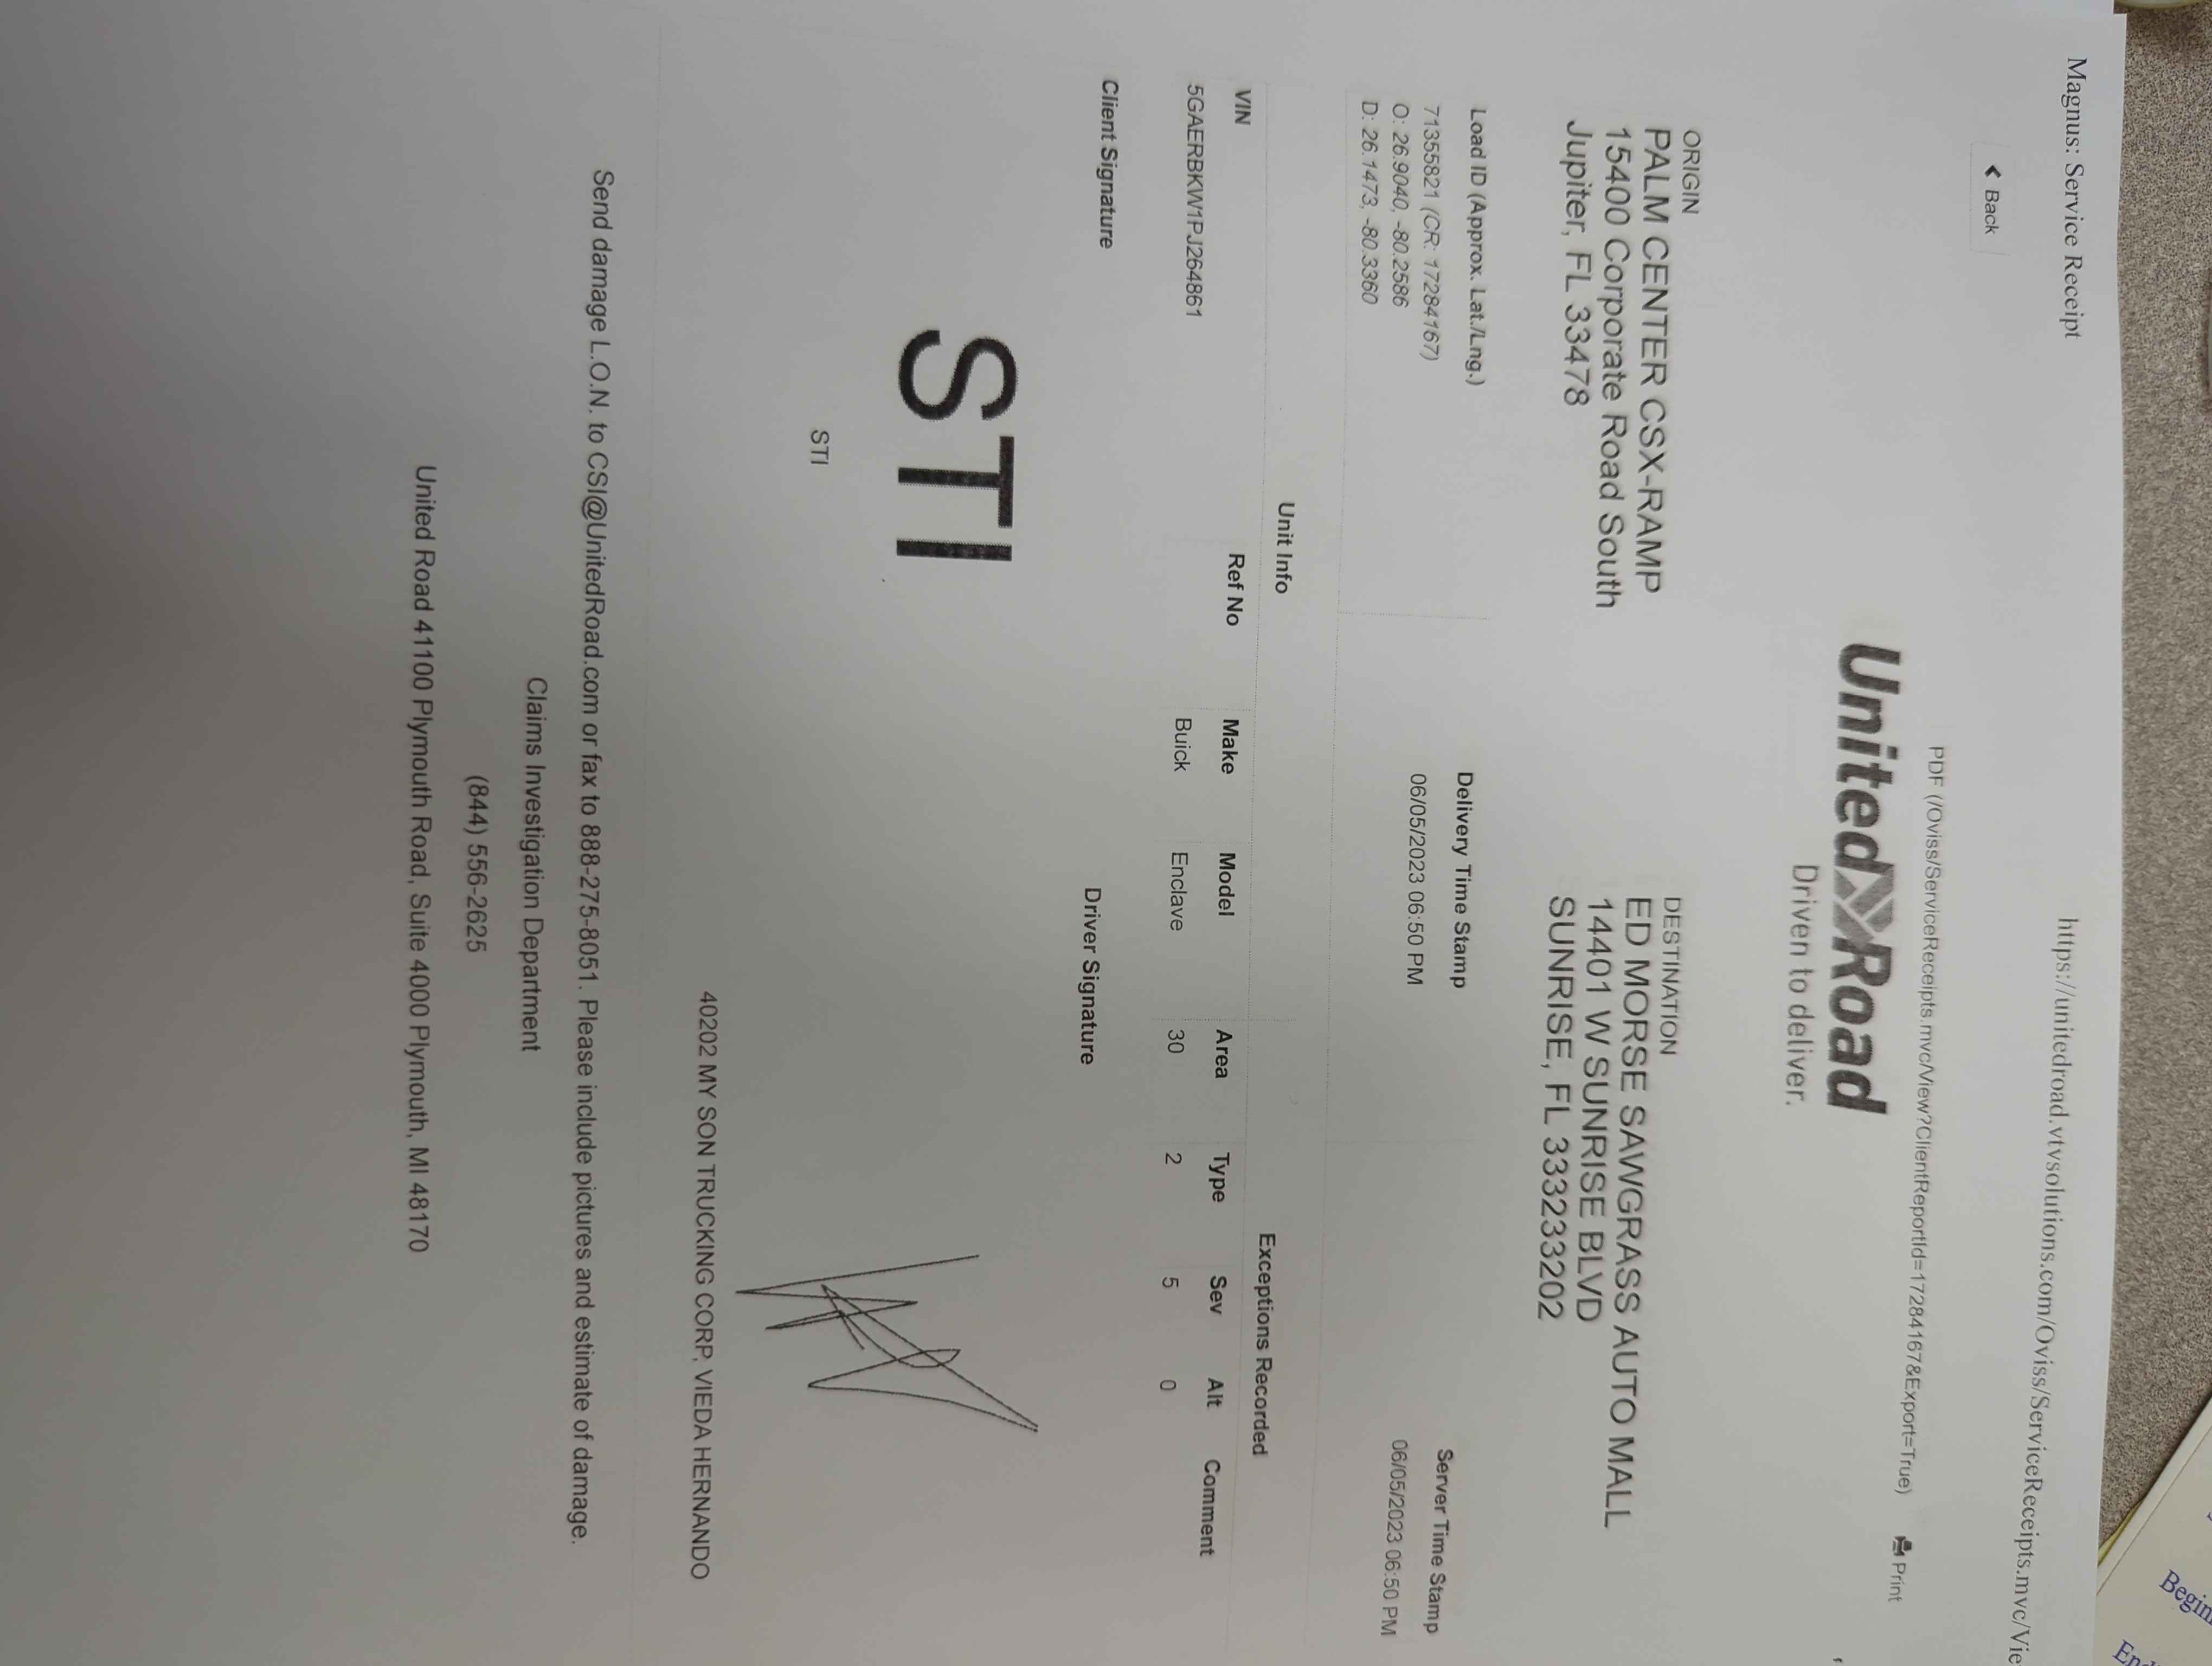 Magnus: Service Receipt
https://unitedroad.vtvsolutions.com/Oviss/ServiceReceipts.mvc/Vie
Back
PDF (/Oviss/ServiceReceipts.mvc/View?ClientReportId=17284167&Export=True)
Print
United Road
Driven to deliver.
ORIGIN
PALM CENTER CSX-RAMP
15400 Corporate Road South
Jupiter, FL 33478
DESTINATION
ED MORSE SAWGRASS AUTO MALL
14401 W SUNRISE BLVD
SUNRISE, FL 333233202
Load ID (Approx. Lat./Lng.) Delivery Time Stamp Server Time Stamp
71355821 (CR: 17284167) 06/05/2023 06:50 PM 06/05/2023 06:50 PM
O: 26.9040, -80.2586
D: 26.1473, -80.3360
Unit Info Exceptions Recorded
VIN Ref No Make Model Area Type Sev Alt Comment
5GAERBKW1PJ264861 Buick Enclave 30 2 5 0
Client Signature Driver Signature
STI
STI
40202 MY SON TRUCKING CORP, VIEDA HERNANDO
Send damage L.O.N. to CSI@UnitedRoad.com or fax to 888-275-8051. Please include pictures and estimate of damage.
Claims Investigation Department
(844) 556-2625
United Road 41100 Plymouth Road, Suite 4000 Plymouth, MI 48170